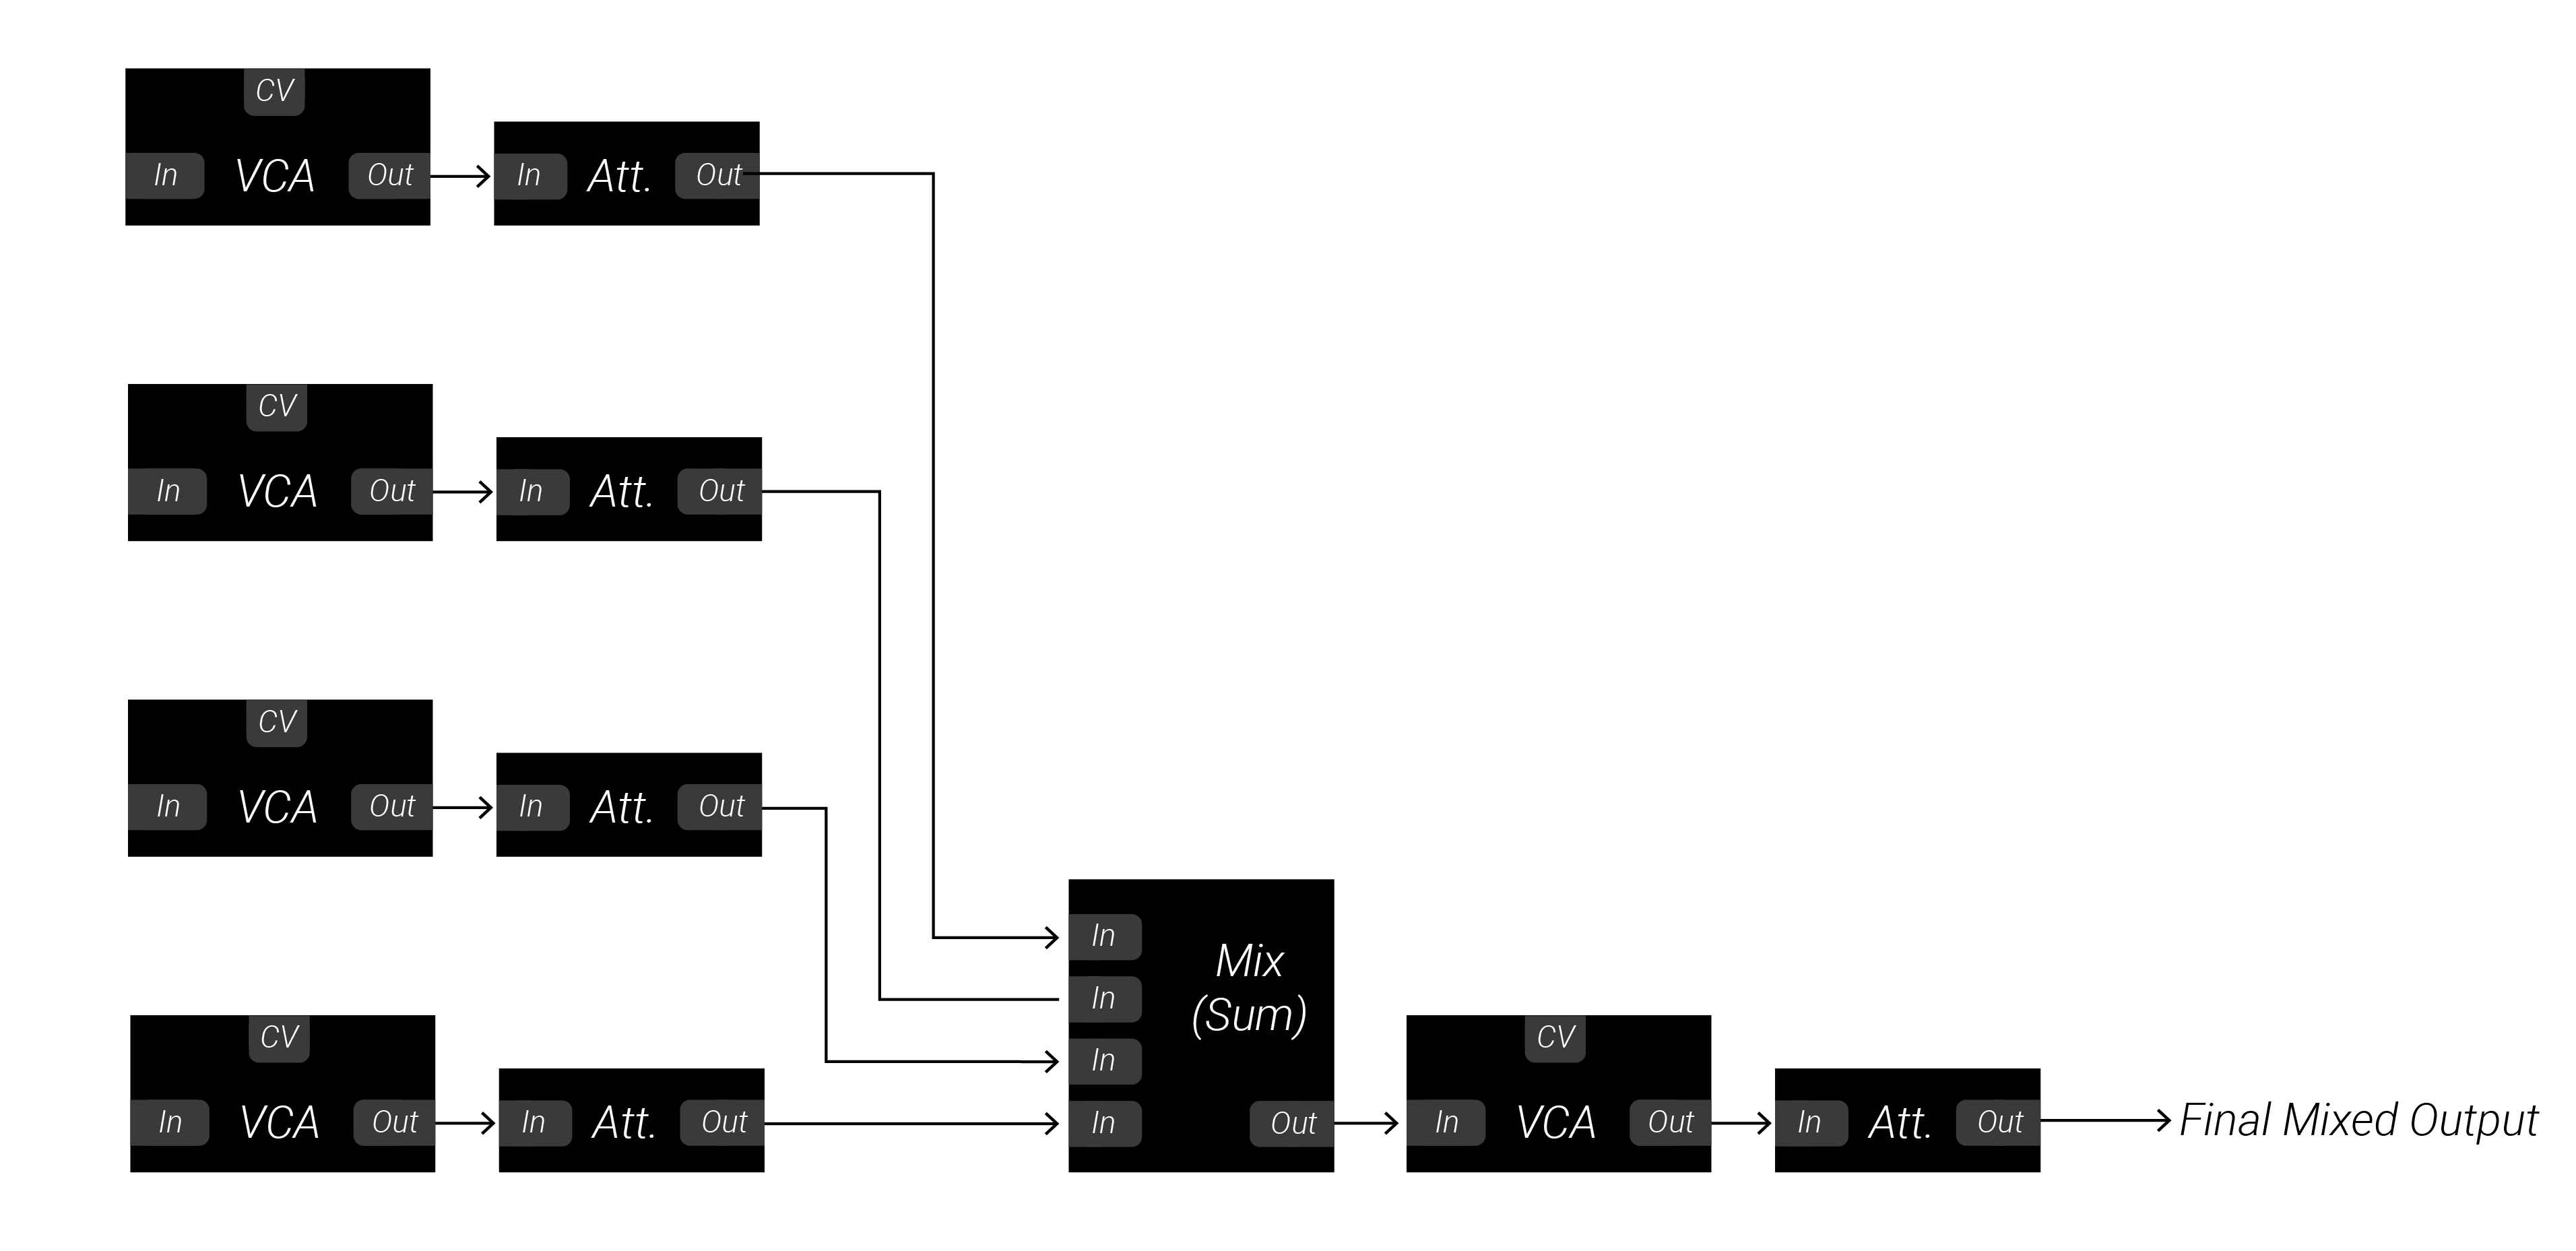 CV
In VCA Out
In Att. Out
CV
In VCA Out
In Att. Out
CV
In VCA Out
In Att. Out
CV
In VCA Out
In Att. Out
In
In
In
In
Mix
(Sum)
Out
CV
In VCA Out
In Att. Out
Final Mixed Output